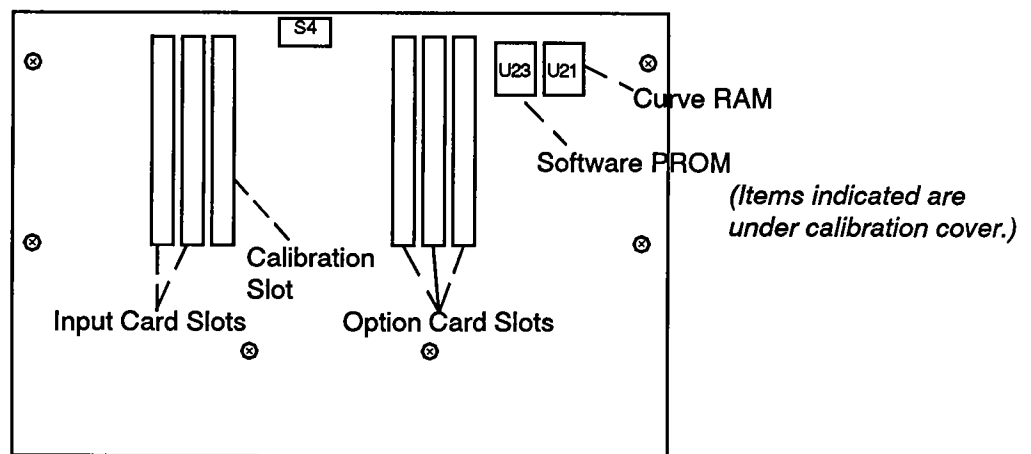 S4
U23
U21
Curve RAM
Software PROM
(Items indicated are
under calibration cover.)
Calibration
Slot
Input Card Slots
Option Card Slots